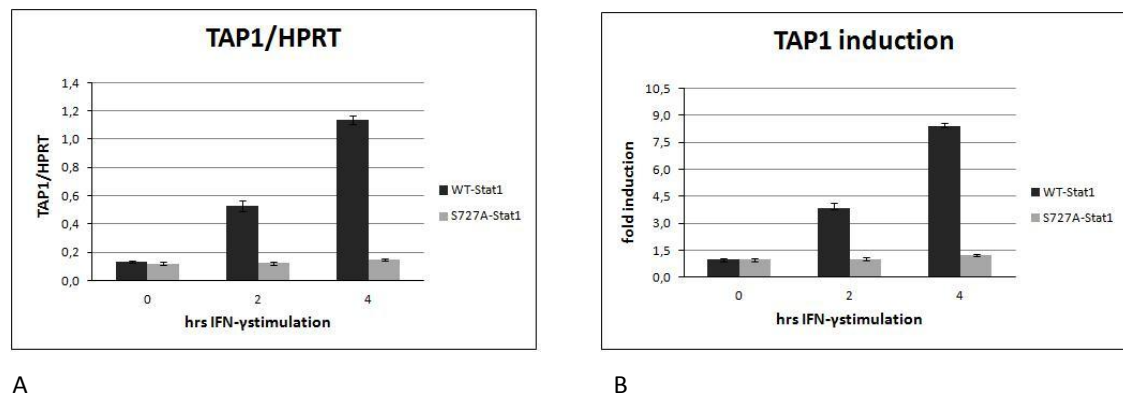 TAP1/HPRT
1,4
1,2
1,0
0,8
0,6
0,4
0,2
0,0
TAP1/HPRT
0 2 4
hrs IFN-γstimulation
WT-Stat1
S727A-Stat1
A
TAP1 induction
10,5
9,0
7,5
6,0
4,5
3,0
1,5
0,0
fold induction
0 2 4
hrs IFN-γstimulation
WT-Stat1
S727A-Stat1
B